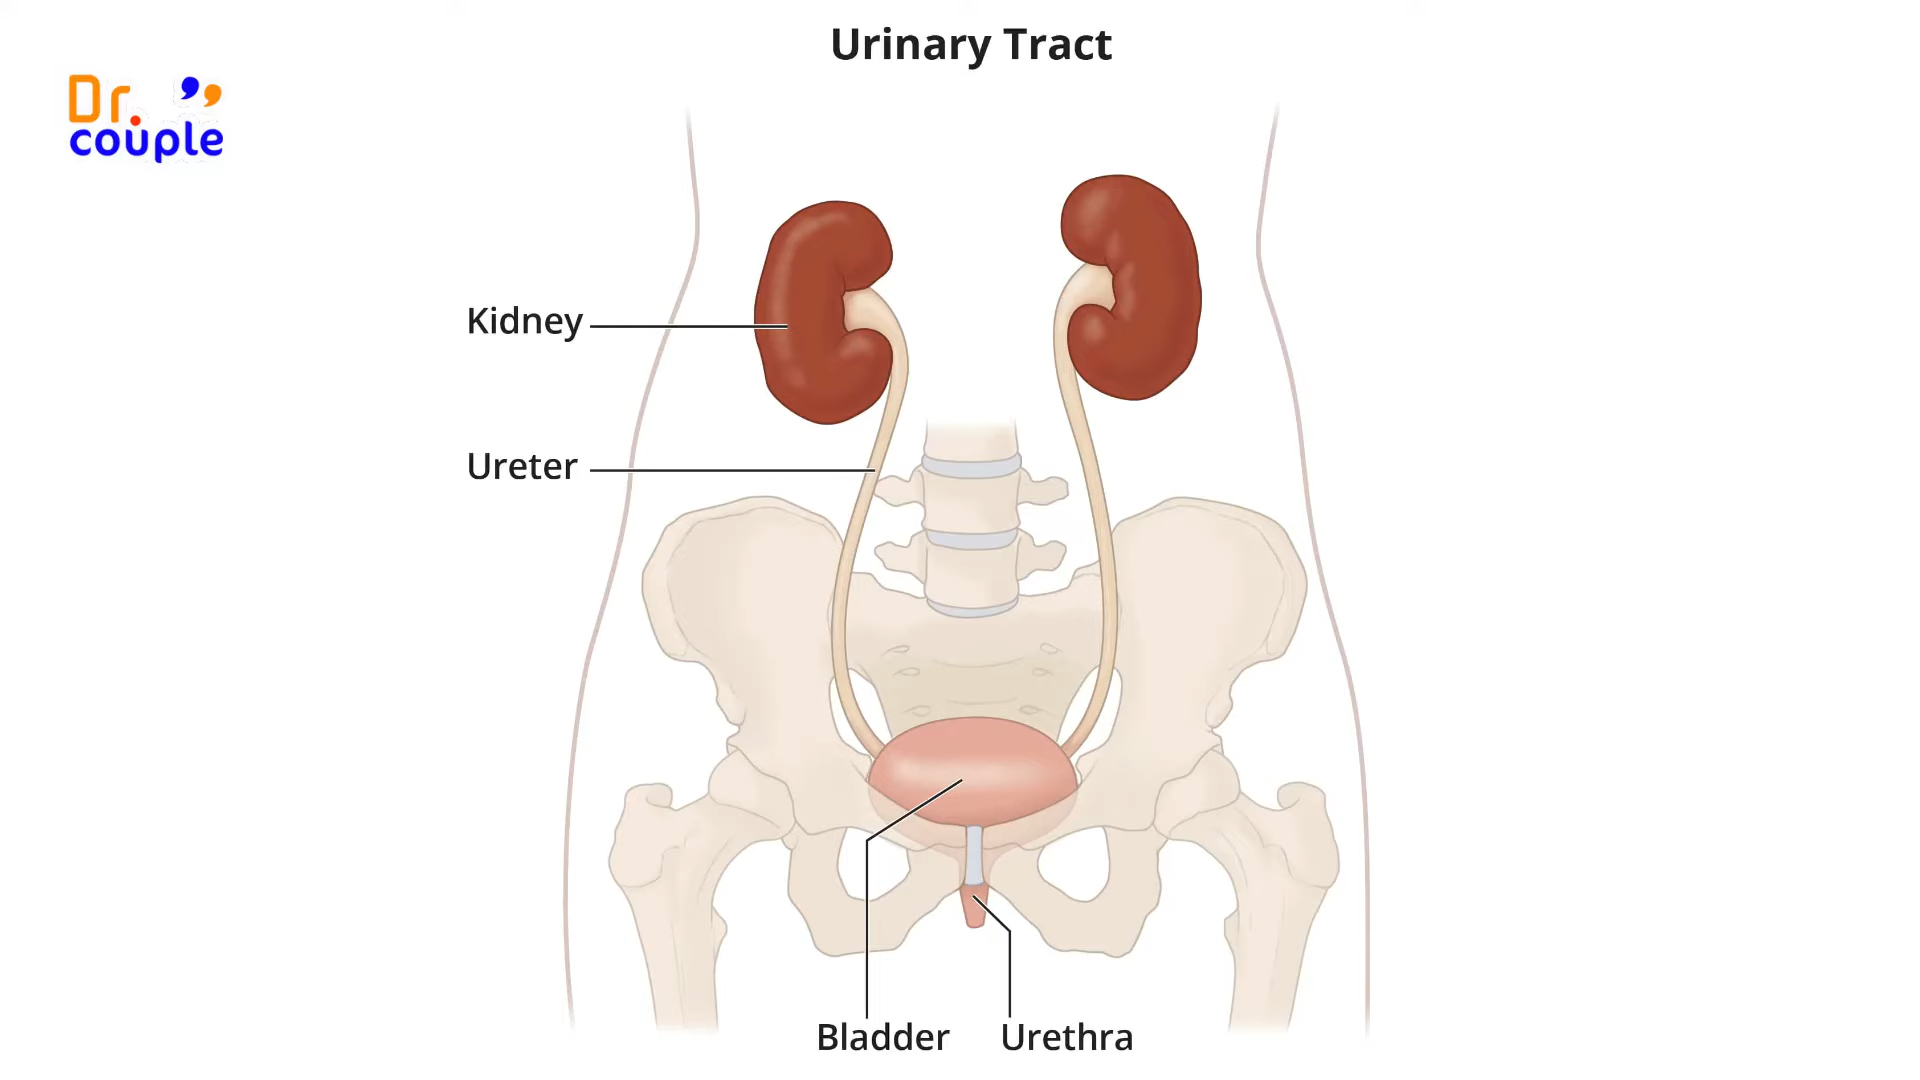 Urinary Tract
Dr.
couple
Kidney
Ureter
Bladder
Urethra